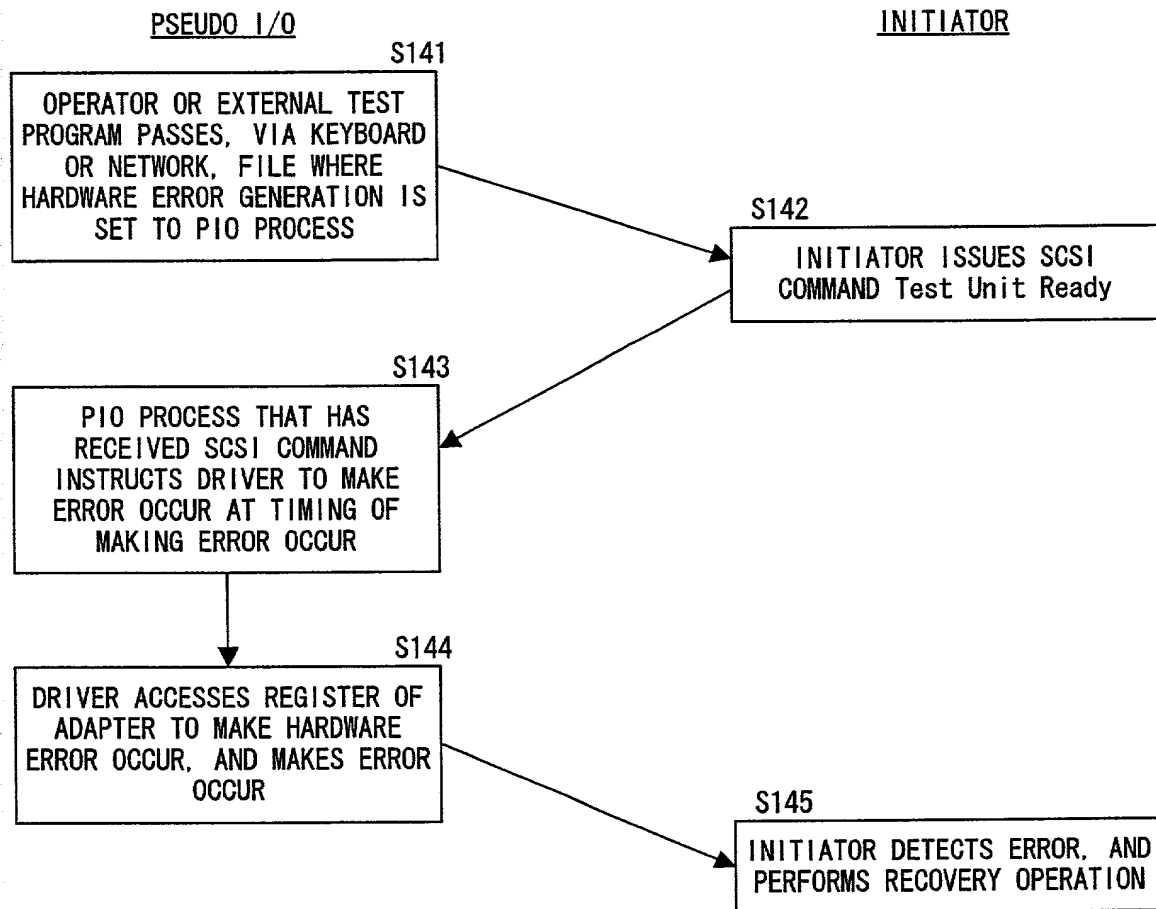 PSEUDO I/O
INITIATOR
S141
OPERATOR OR EXTERNAL TEST
PROGRAM PASSES, VIA KEYBOARD
OR NETWORK, FILE WHERE
HARDWARE ERROR GENERATION IS
SET TO PIO PROCESS
S142
INITIATOR ISSUES SCSI
COMMAND Test Unit Ready
S143
PIO PROCESS THAT HAS
RECEIVED SCSI COMMAND
INSTRUCTS DRIVER TO MAKE
ERROR OCCUR AT TIMING OF
MAKING ERROR OCCUR
S144
DRIVER ACCESSES REGISTER OF
ADAPTER TO MAKE HARDWARE
ERROR OCCUR, AND MAKES ERROR
OCCUR
S145
INITIATOR DETECTS ERROR, AND
PERFORMS RECOVERY OPERATION